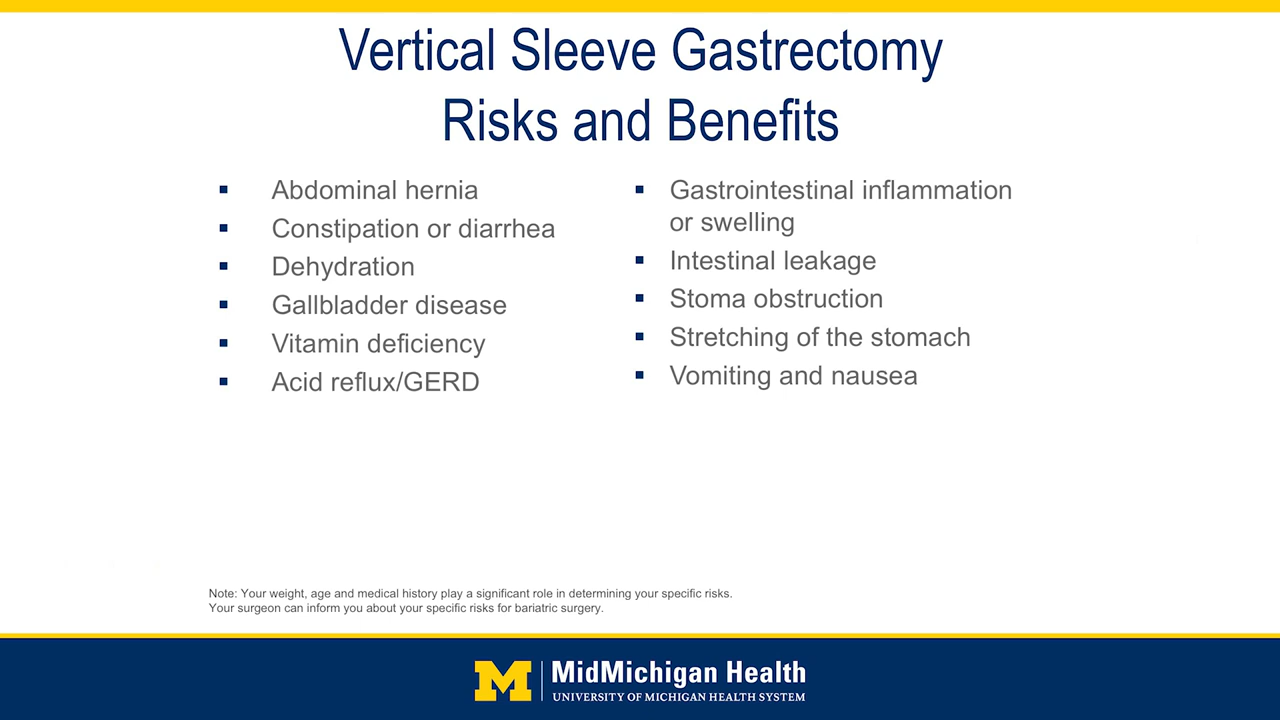 Vertical Sleeve Gastrectomy
Risks and Benefits
Abdominal hernia
Constipation or diarrhea
Dehydration
Gallbladder disease
Vitamin deficiency
Acid reflux/GERD
Gastrointestinal inflammation
or swelling
Intestinal leakage
Stoma obstruction
Stretching of the stomach
Vomiting and nausea
Note: Your weight, age and medical history play a significant role in determining your specific risks.
Your surgeon can inform you about your specific risks for bariatric surgery.
M
MidMichigan Health
UNIVERSITY OF MICHIGAN HEALTH SYSTEM